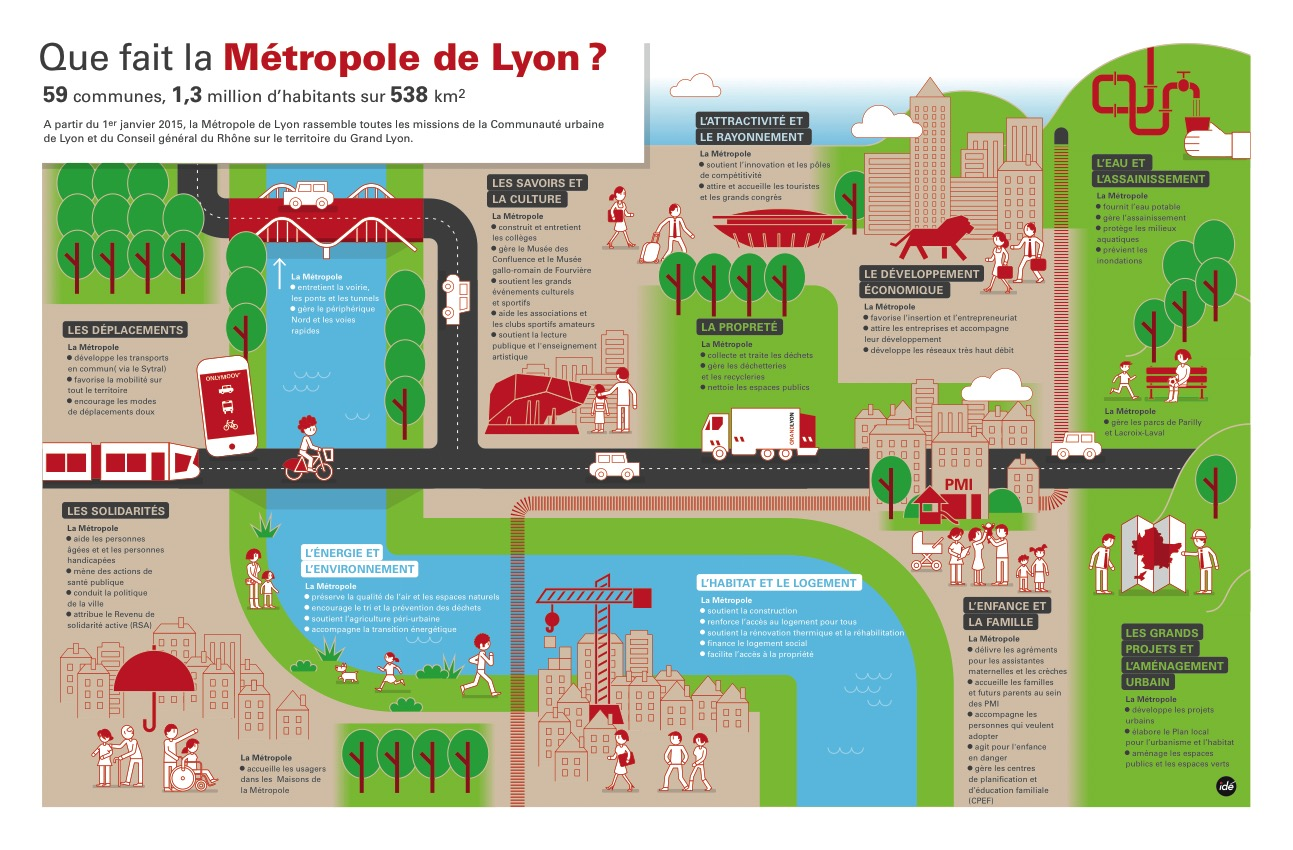 Que fait la Métropole de Lyon ?
59 communes, 1,3 million d'habitants sur 538 km2
A partir du 1er janvier 2015, la Métropole de Lyon rassemble toutes les missions de la Communauté urbaine
de Lyon et du Conseil général du Rhône sur le territoire du Grand Lyon.
La Métropole
● entretient la voirie,
les ponts et les tunnels
● gère le périphérique
Nord et les voies
rapides
LES DÉPLACEMENTS
La Métropole
● développe les transports
en commun( via le Sytral)
● favorise la mobilité sur
tout le territoire
● encourage les modes
de déplacements doux
ONLYMOOV'
LES SAVOIRS ET
LA CULTURE
La Métropole
● construit et entretient
les collèges
● gère le Musée des
Confluence et le Musée
gallo-romain de Fourvière
● soutient les grands
événements culturels
et sportifs
● aide les associations et
les clubs sportifs amateurs
● soutient la lecture
publique et l'enseignement
artistique
L'ATTRACTIVITÉ ET
LE RAYONNEMENT
La Métropole
● soutient l'innovation et les pôles
de compétitivité
● attire et accueille les touristes
et les grands congrès
LA PROPRETÉ
La Métropole
● collecte et traite les déchets
● gère les déchetteries
et les recycleries
● nettoie les espaces publics
GRANDLYON
LE DÉVELOPPEMENT
ÉCONOMIQUE
La Métropole
● favorise l'insertion et l'entrepreneuriat
● attire les entreprises et accompagne
leur développement
● développe les réseaux très haut débit
L'EAU ET
L'ASSAINISSEMENT
La Métropole
● fournit l'eau potable
● gère l'assainissement
● protège les milieux
aquatiques
● prévient les
inondations
La Métropole
● gère les parcs de Parilly
et Lacroix-Laval
PMI
LES SOLIDARITÉS
La Métropole
● aide les personnes
âgées et et les personnes
handicapées
● mène des actions de
santé publique
● conduit la politique
de la ville
● attribue le Revenu de
solidarité active (RSA)
La Métropole
● accueille les usagers
dans les Maisons de
la Métropole
L'ÉNERGIE ET
L'ENVIRONNEMENT
La Métropole
● préserve la qualité de l'air et les espaces naturels
● encourage le tri et la prévention des déchets
● soutient l'agriculture péri-urbaine
● accompagne la transition énergétique
L'HABITAT ET LE LOGEMENT
La Métropole
● soutient la construction
● renforce l'accès au logement pour tous
● soutient la rénovation thermique et la réhabilitation
● finance le logement social
● facilite l'accès à la propriété
L'ENFANCE ET
LA FAMILLE
La Métropole
● délivre les agréments
pour les assistantes
maternelles et les crèches
● accueille les familles
et futurs parents au sein
des PMI
● accompagne les
personnes qui veulent
adopter
● agit pour l'enfance
en danger
● gère les centres
de planification et
d'éducation familiale
(CPEF)
LES GRANDS
PROJETS ET
L'AMÉNAGEMENT
URBAIN
La Métropole
● développe les projets
urbains
● élabore le Plan local
pour l'urbanisme et l'habitat
● aménage les espaces
publics et les espaces verts
idé